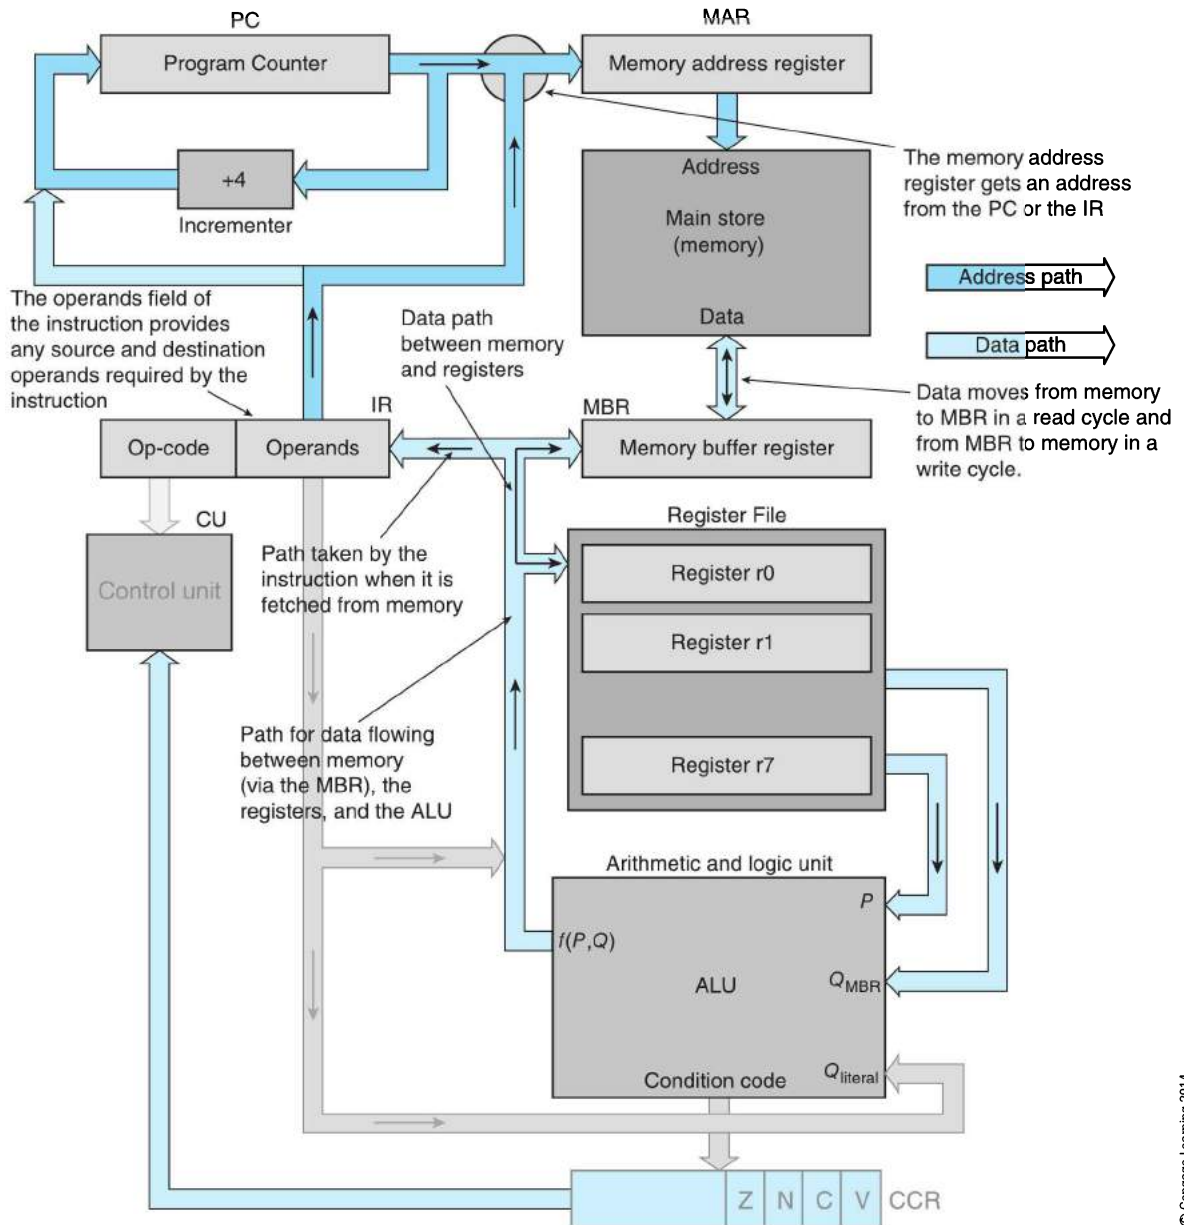 PC
MAR
Program Counter
Memory address register
+4
Incrementer
Address
Main store
(memory)
Data
The memory address
register gets an address
from the PC or the IR
Address path
Data path
The operands field of
the instruction provides
any source and destination
operands required by the
instruction
Data path
between memory
and registers
Data moves from memory
to MBR in a read cycle and
from MBR to memory in a
write cycle.
IR
MBR
Op-code
Operands
Memory buffer register
CU
Control unit
Path taken by the
instruction when it is
fetched from memory
Register File
Register r0
Register r1
Register r7
Path for data flowing
between memory
(via the MBR), the
registers, and the ALU
Arithmetic and logic unit
P
f(P,Q)
ALU
QMBR
Qliteral
Condition code
Z N C V CCR
© Cengage Learning 2014